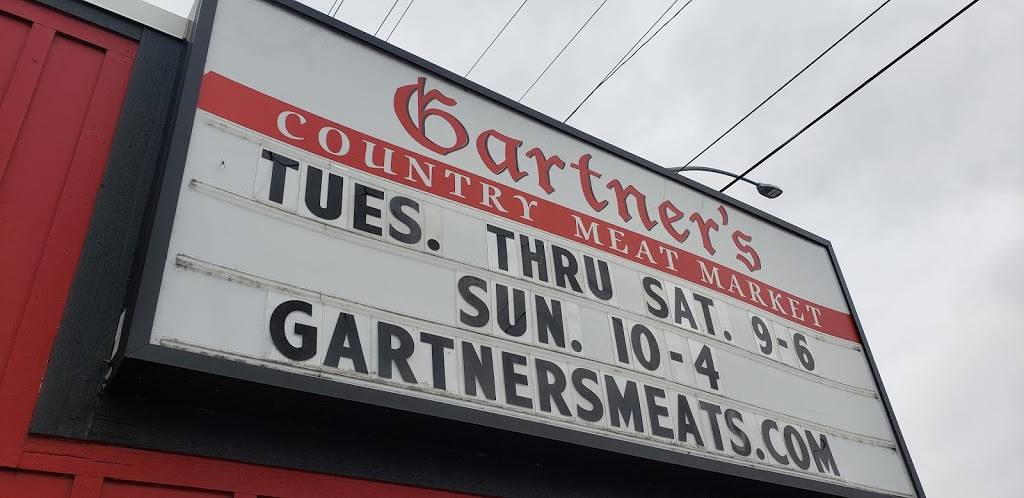 Gartner's
COUNTRY MEAT MARKET
TUES. THRU SAT. 9-6
SUN. 10-4
GARTNERSMEATS.COM